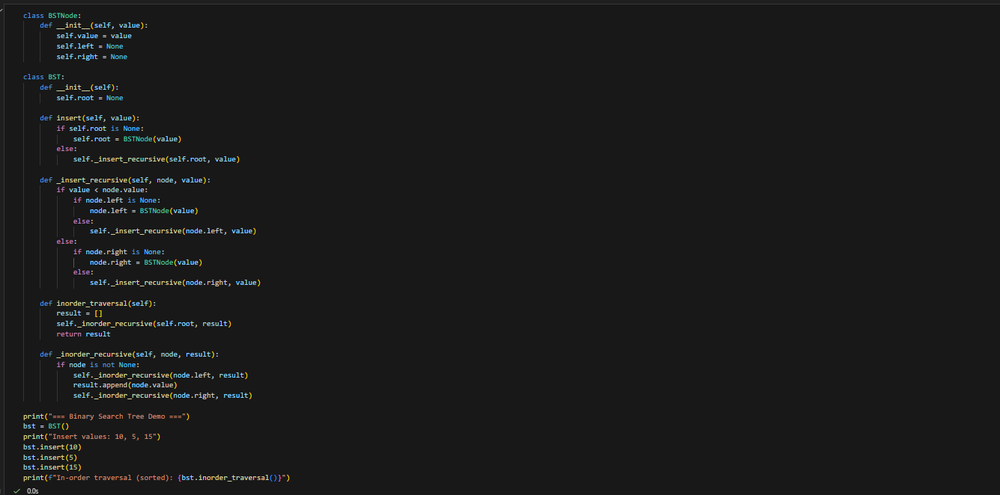 class BSTNode:
    def __init__(self, value):
        self.value = value
        self.left = None
        self.right = None

class BST:
    def __init__(self):
        self.root = None

    def insert(self, value):
        if self.root is None:
            self.root = BSTNode(value)
        else:
            self._insert_recursive(self.root, value)

    def _insert_recursive(self, node, value):
        if value < node.value:
            if node.left is None:
                node.left = BSTNode(value)
            else:
                self._insert_recursive(node.left, value)
        else:
            if node.right is None:
                node.right = BSTNode(value)
            else:
                self._insert_recursive(node.right, value)

    def inorder_traversal(self):
        result = []
        self._inorder_recursive(self.root, result)
        return result

    def _inorder_recursive(self, node, result):
        if node is not None:
            self._inorder_recursive(node.left, result)
            result.append(node.value)
            self._inorder_recursive(node.right, result)

print("=== Binary Search Tree Demo ===")
bst = BST()
print("Insert values: 10, 5, 15")
bst.insert(10)
bst.insert(5)
bst.insert(15)
print(f"In-order traversal (sorted): {bst.inorder_traversal()}")
0.0s